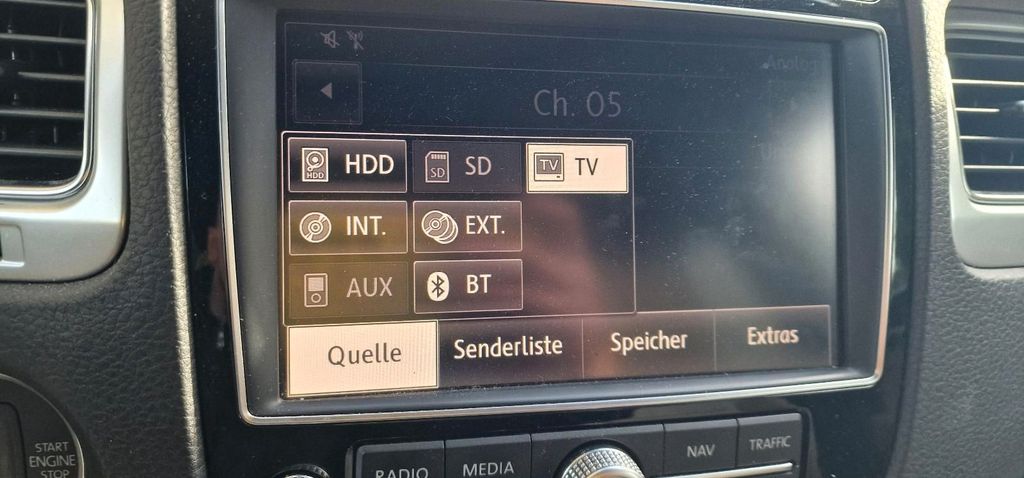 Analog
Ch. 05
HDD HDD SD SD TV TV
INT. EXT.
AUX BT
Quelle Senderliste Speicher Extras
START
ENGINE
STOP
RADIO MEDIA NAV TRAFFIC